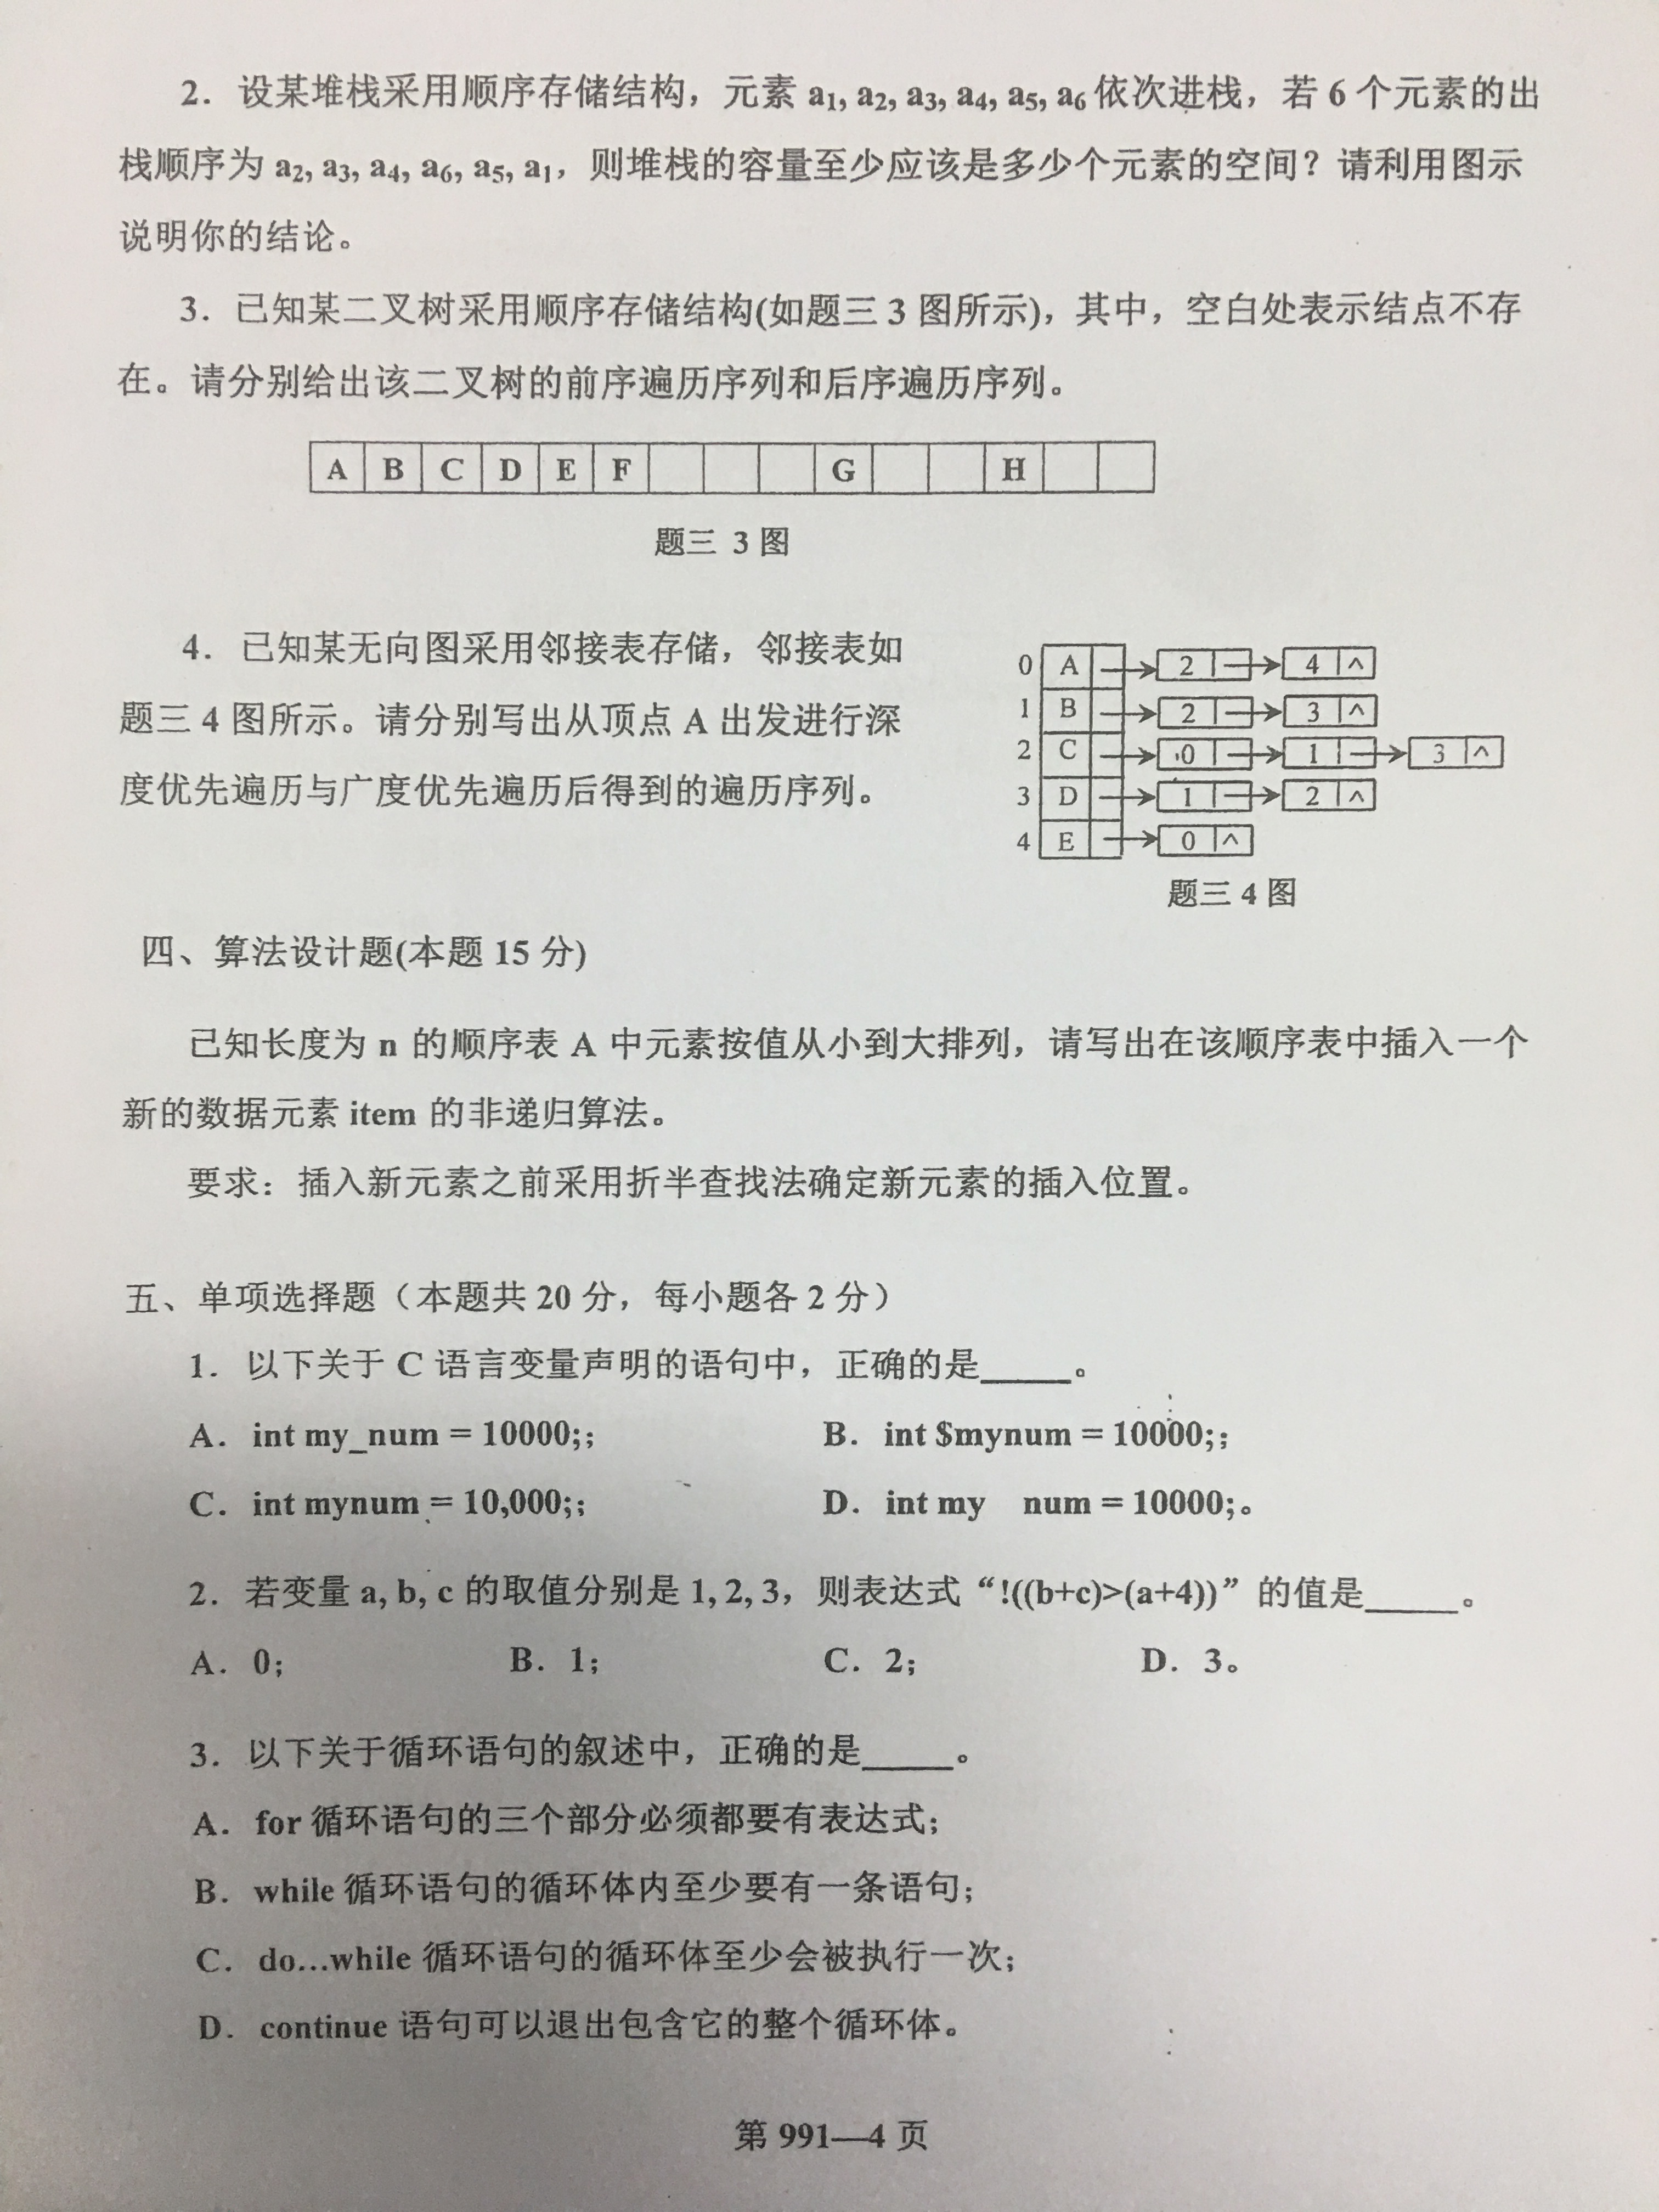 2．设某堆栈采用顺序存储结构，元素 a₁, a₂, a₃, a₄, a₅, a₆ 依次进栈，若 6 个元素的出
栈顺序为 a₂, a₃, a₄, a₆, a₅, a₁，则堆栈的容量至少应该是多少个元素的空间？请利用图示
说明你的结论。
3．已知某二叉树采用顺序存储结构(如题三 3 图所示)，其中，空白处表示结点不存
在。请分别给出该二叉树的前序遍历序列和后序遍历序列。
A B C D E F G H
题三 3 图
4．已知某无向图采用邻接表存储，邻接表如
题三 4 图所示。请分别写出从顶点 A 出发进行深
度优先遍历与广度优先遍历后得到的遍历序列。
0 A 2 4 ^
1 B 2 3 ^
2 C 0 1 3 ^
3 D 1 2 ^
4 E 0 ^
题三 4 图
四、算法设计题(本题 15 分)
已知长度为 n 的顺序表 A 中元素按值从小到大排列，请写出在该顺序表中插入一个
新的数据元素 item 的非递归算法。
要求：插入新元素之前采用折半查找法确定新元素的插入位置。
五、单项选择题（本题共 20 分，每小题各 2 分）
1．以下关于 C 语言变量声明的语句中，正确的是_____。
A．int my_num = 10000;； B．int $mynum = 10000;；
C．int mynum = 10,000;； D．int my num = 10000;。
2．若变量 a, b, c 的取值分别是 1, 2, 3，则表达式“!((b+c)>(a+4))”的值是_____。
A．0； B．1； C．2； D．3。
3．以下关于循环语句的叙述中，正确的是_____。
A．for 循环语句的三个部分必须都要有表达式；
B．while 循环语句的循环体内至少要有一条语句；
C．do…while 循环语句的循环体至少会被执行一次；
D．continue 语句可以退出包含它的整个循环体。
第 991—4 页